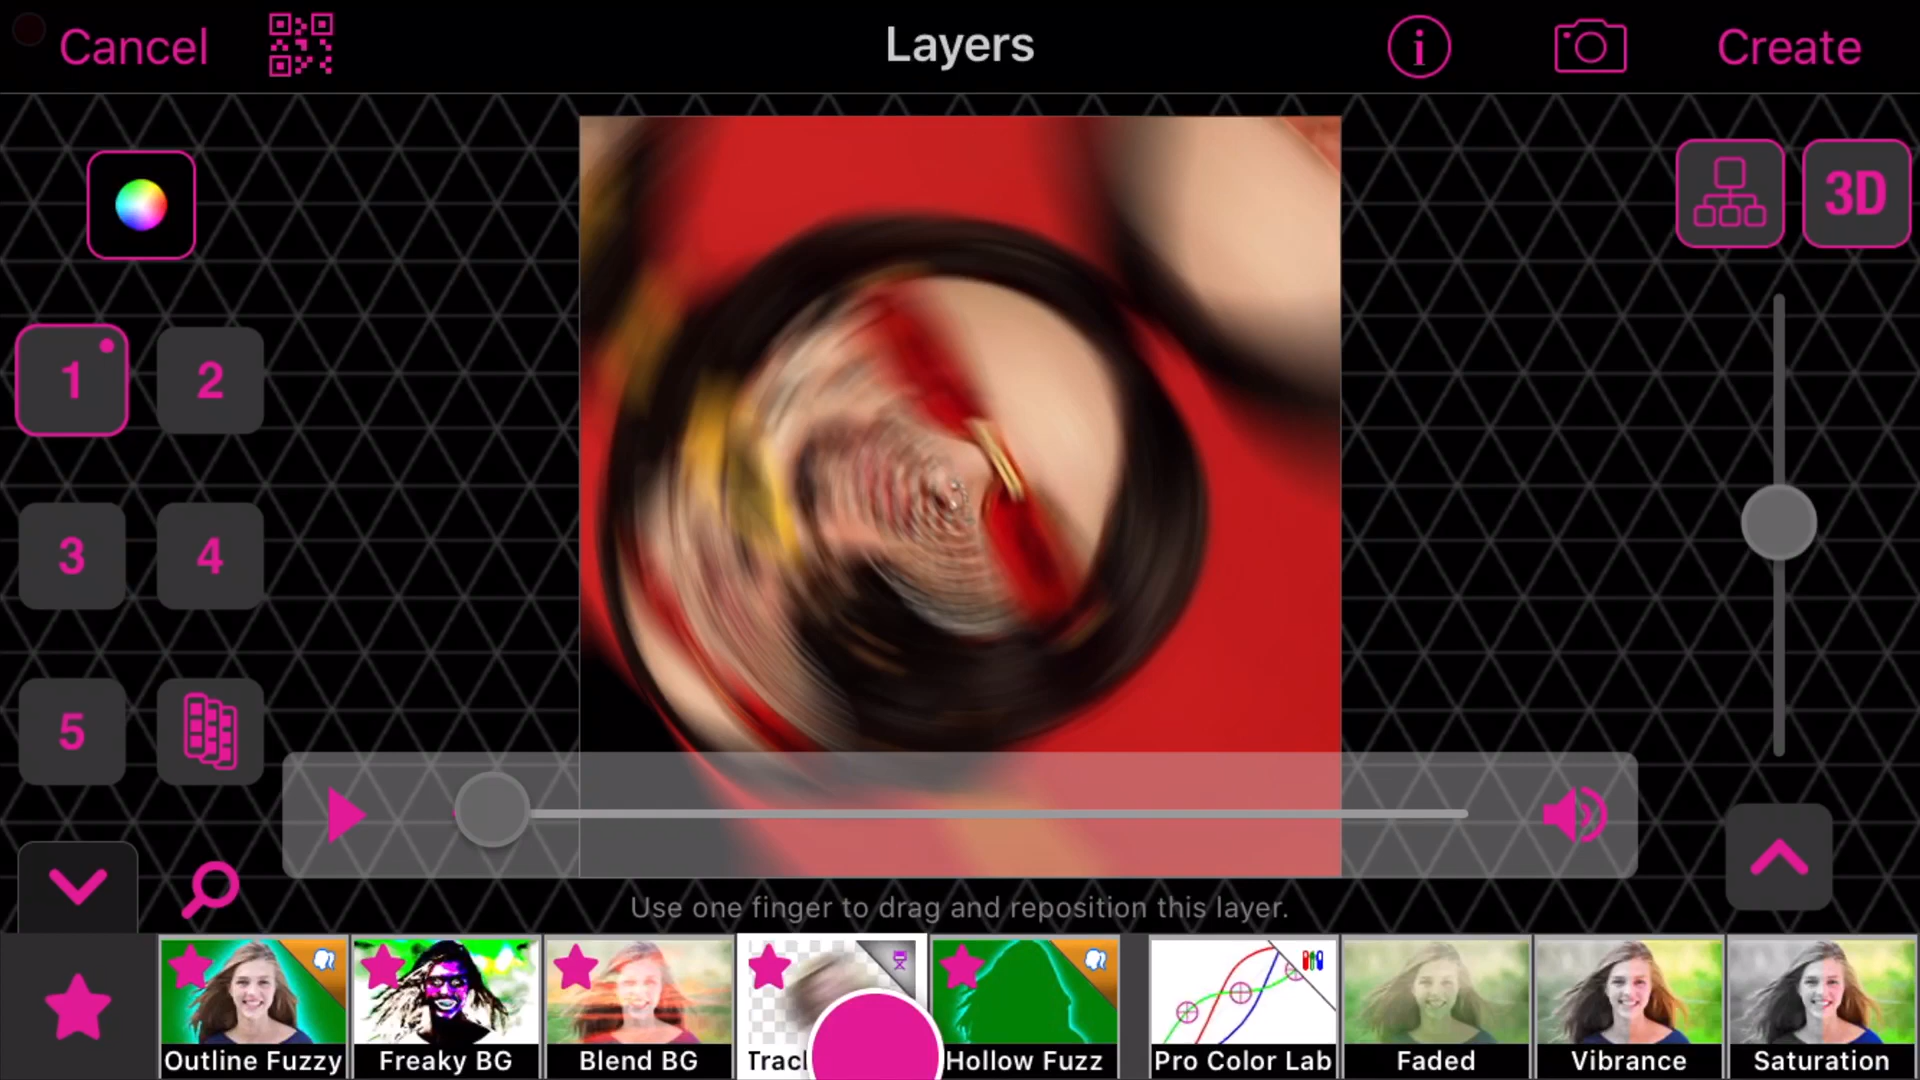 Cancel
Layers
Create
3D
1
2
3
4
5
Use one finger to drag and reposition this layer.
Outline Fuzzy
Freaky BG
Blend BG
Hollow Fuzz
Pro Color Lab
Faded
Vibrance
Saturation